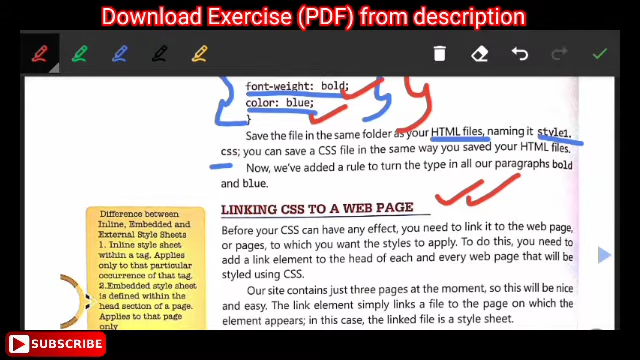 Download Exercise (PDF) from description
font-weight: bold;
color: blue;
}
Save the file in the same folder as your HTML files, naming it style1.
css; you can save a CSS file in the same way you saved your HTML files.
Now, we've added a rule to turn the type in all our paragraphs bold
and blue.
LINKING CSS TO A WEB PAGE
Before your CSS can have any effect, you need to link it to the web page,
or pages, to which you want the styles to apply. To do this, you need to
add a link element to the head of each and every web page that will be
styled using CSS.
Our site contains just three pages at the moment, so this will be nice
and easy. The link element simply links a file to the page on which the
element appears; in this case, the linked file is a style sheet.
Difference between
Inline, Embedded and
External Style Sheets
1. Inline style sheet
within a tag. Applies
only to that particular
occurrence of that tag.
2.Embedded style sheet
is defined within the
head section of a page.
Applies to that page
only
SUBSCRIBE